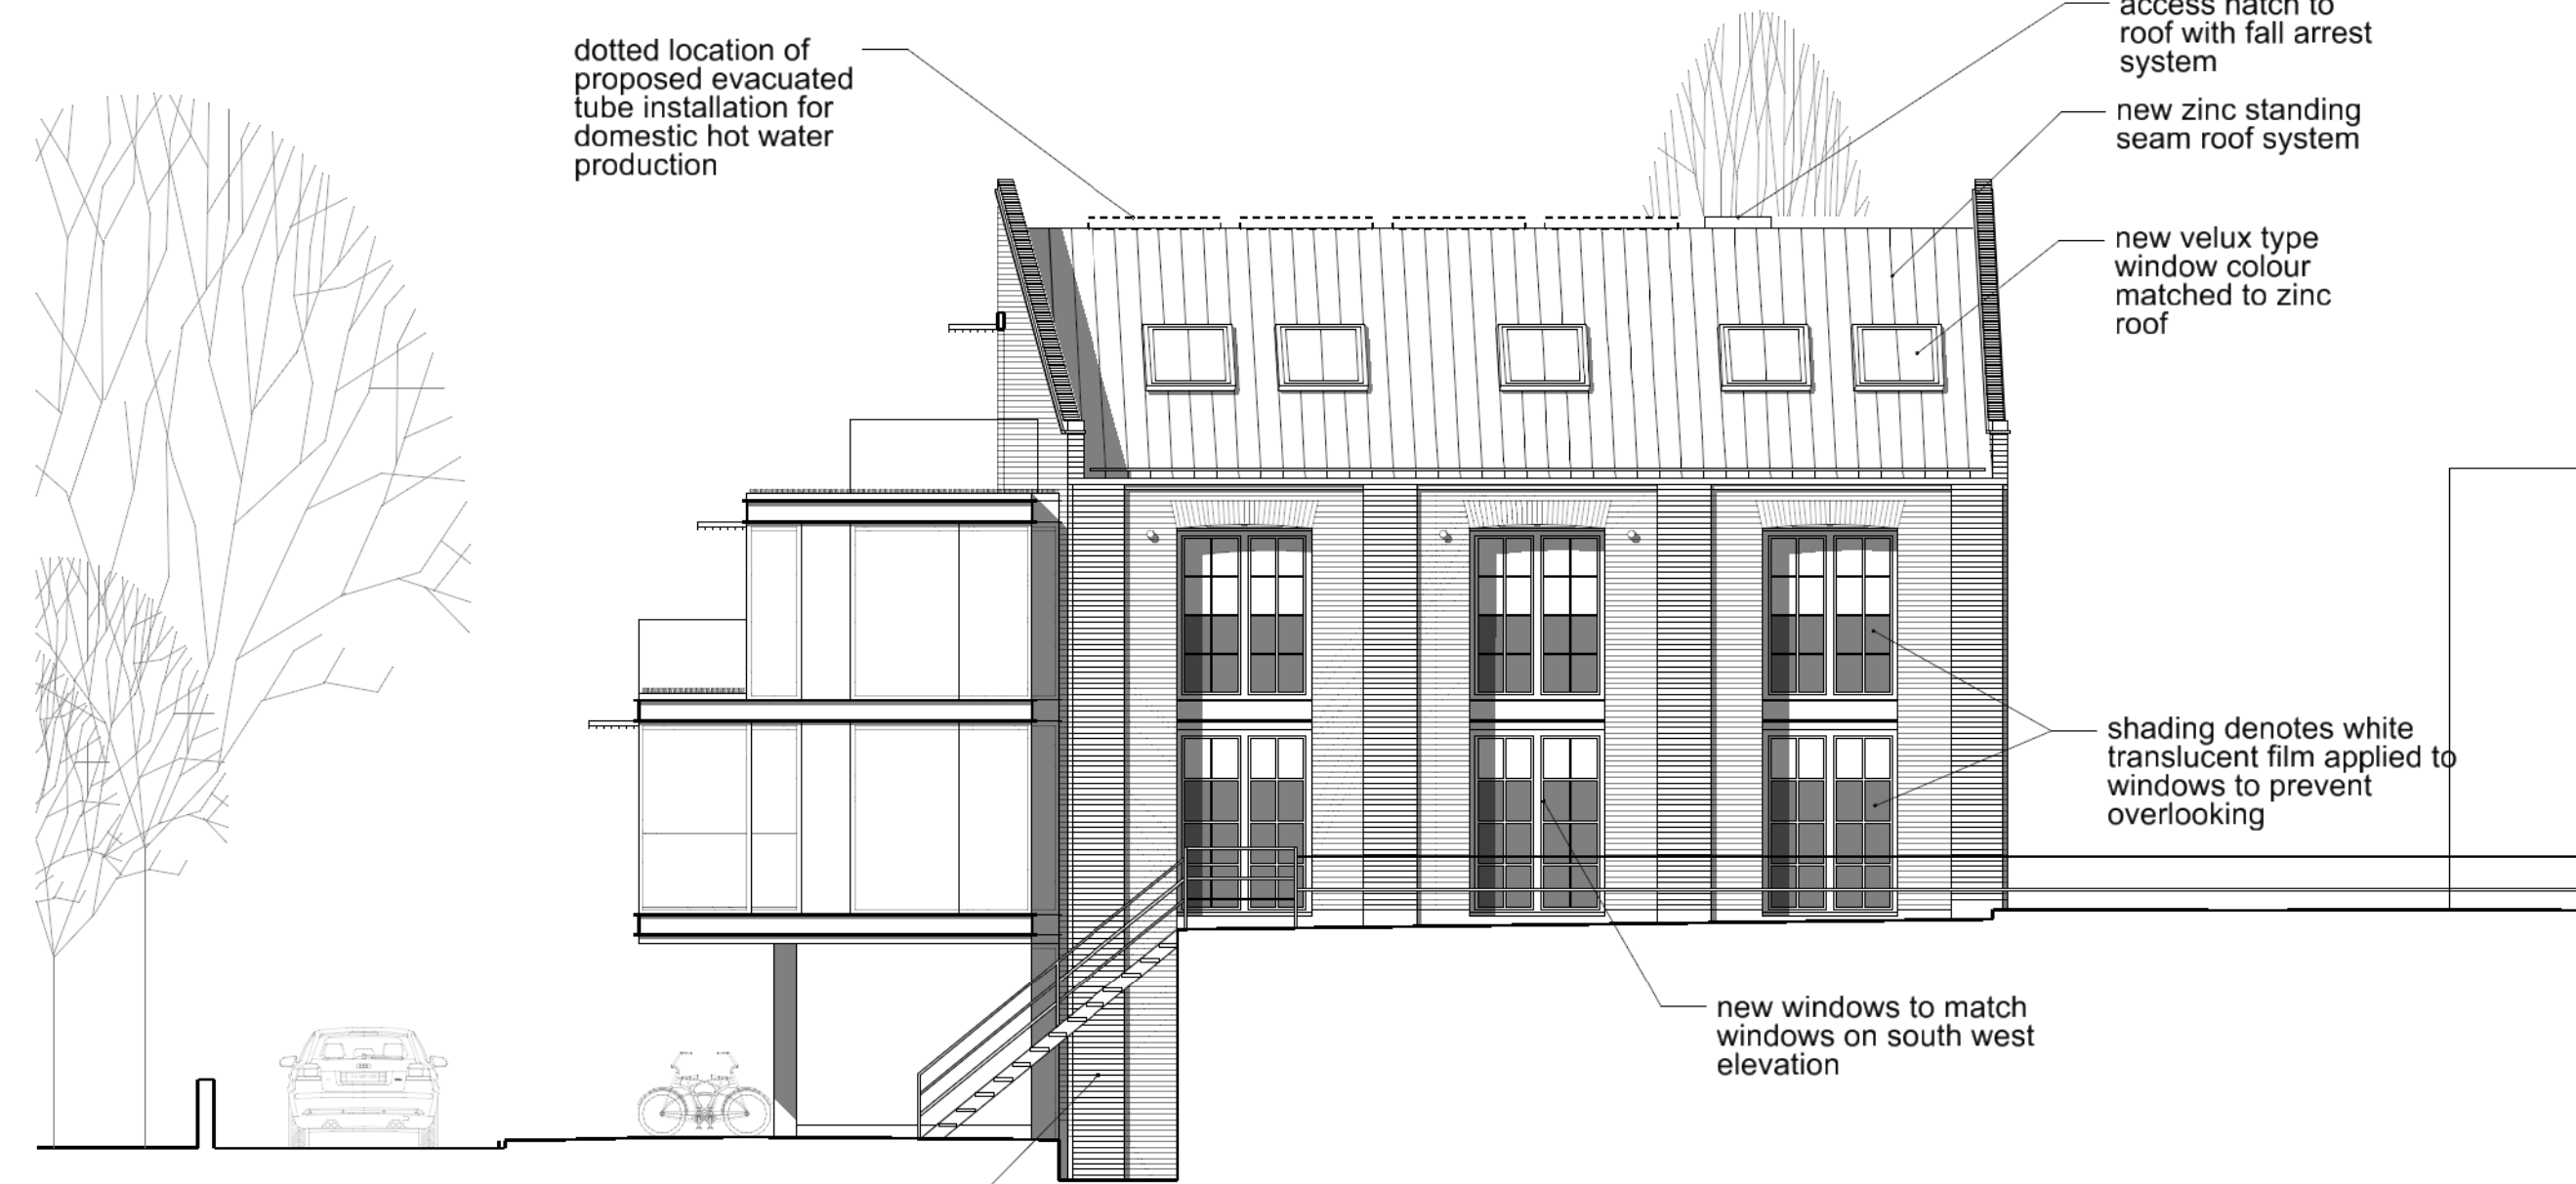 dotted location of
proposed evacuated
tube installation for
domestic hot water
production
access hatch to
roof with fall arrest
system
new zinc standing
seam roof system
new velux type
window colour
matched to zinc
roof
shading denotes white
translucent film applied to
windows to prevent
overlooking
new windows to match
windows on south west
elevation